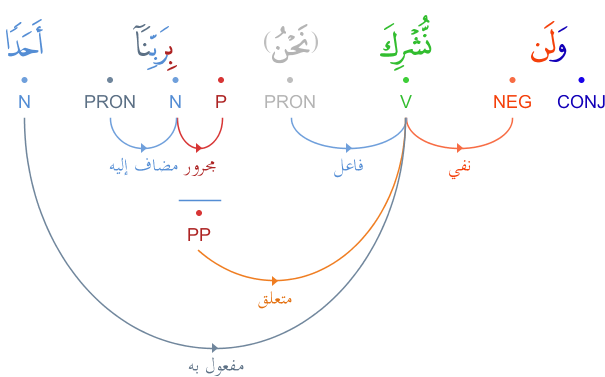 وَلَن نُّشْرِكَ (نَحْنُ) بِرَبِّنَآ أَحَدًا
CONJ NEG V PRON P N PRON N
نفي فاعل مجرور مضاف إليه
PP
متعلق
مفعول به